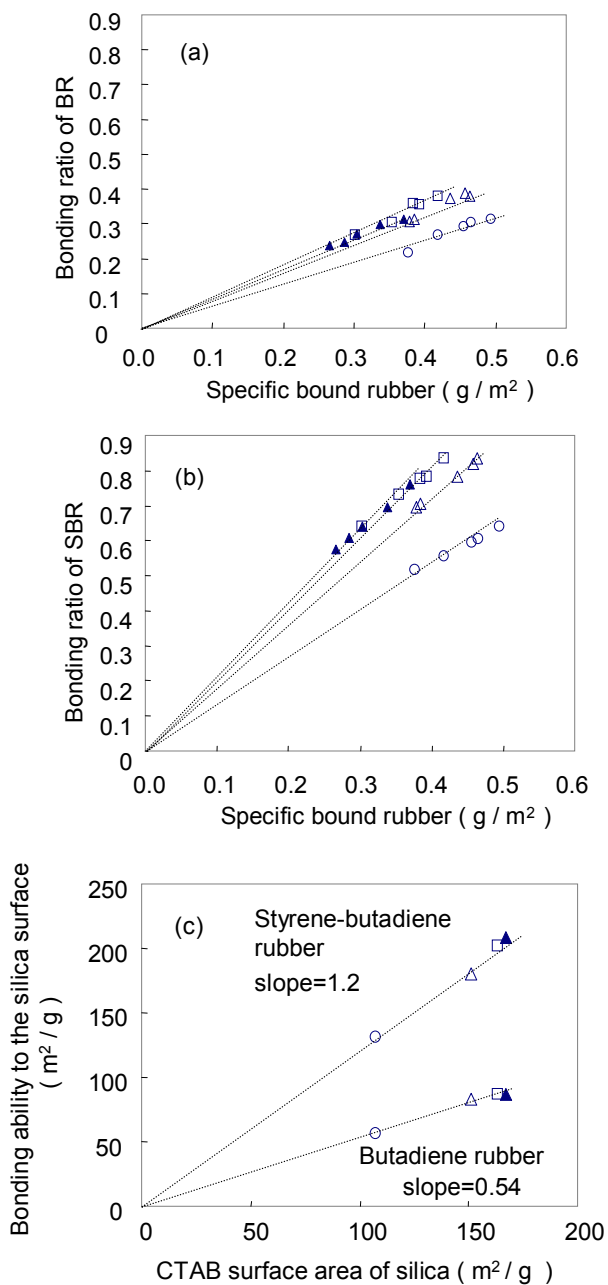 (a)
Bonding ratio of BR
0.9
0.8
0.7
0.6
0.5
0.4
0.3
0.2
0.1
0
0.0 0.1 0.2 0.3 0.4 0.5 0.6
Specific bound rubber ( g / m² )
(b)
Bonding ratio of SBR
0.9
0.8
0.7
0.6
0.5
0.4
0.3
0.2
0.1
0
0.0 0.1 0.2 0.3 0.4 0.5 0.6
Specific bound rubber ( g / m² )
(c)
Bonding ability to the silica surface
( m² / g )
250
200
150
100
50
0
Styrene-butadiene
rubber
slope=1.2
Butadiene rubber
slope=0.54
0 50 100 150 200
CTAB surface area of silica ( m² / g )